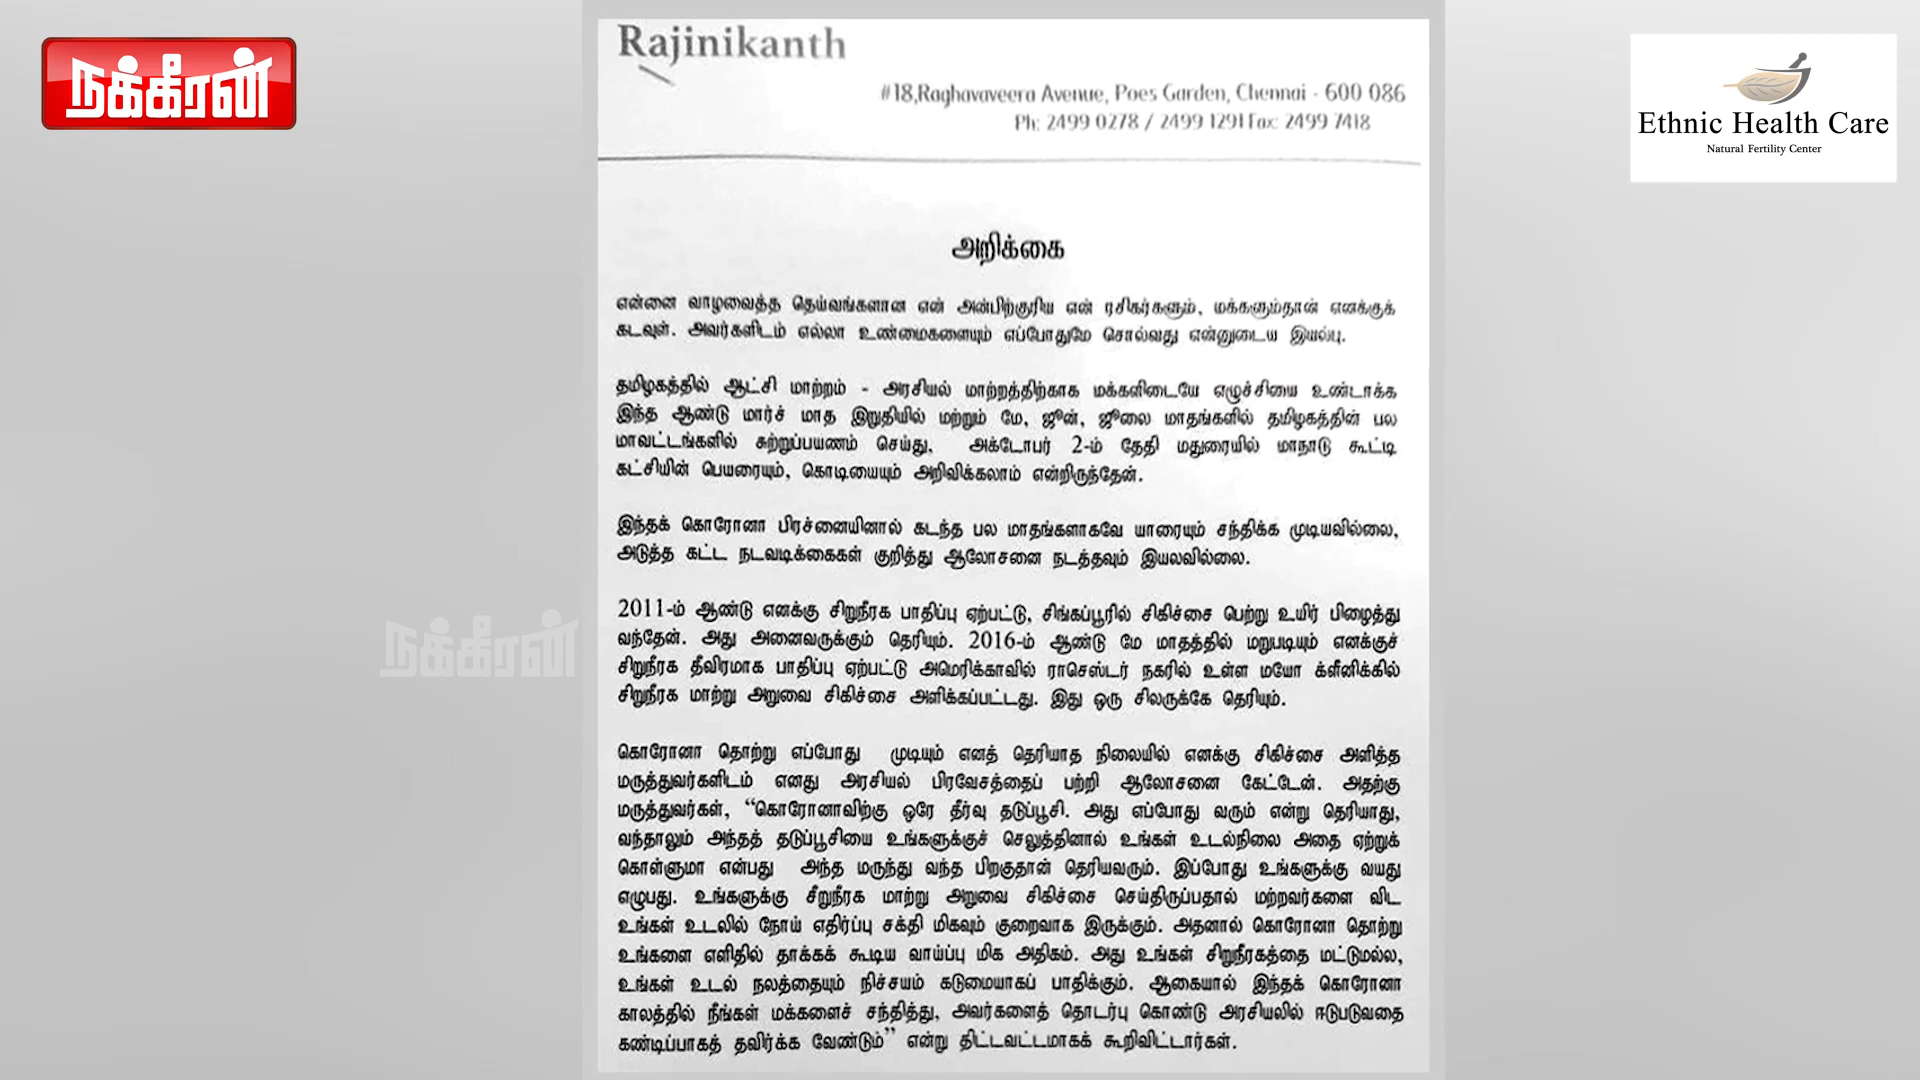 நக்கீரன்
Ethnic Health Care
Natural Fertility Center
Rajinikanth
#18,Raghavaveera Avenue, Poes Garden, Chennai - 600 086
Ph: 2499 0278 / 2499 1291 Fax: 2499 7418
அறிக்கை
என்னை வாழவைத்த தெய்வங்களான என் அன்பிற்குரிய என் ரசிகர்களும், மக்களும்தான் எனக்குக்
கடவுள். அவர்களிடம் எல்லா உண்மைகளையும் எப்போதுமே சொல்வது என்னுடைய இயல்பு.
தமிழகத்தில் ஆட்சி மாற்றம் - அரசியல் மாற்றத்திற்காக மக்களிடையே எழுச்சியை உண்டாக்க
இந்த ஆண்டு மார்ச் மாத இறுதியில் மற்றும் மே, ஜூன், ஜூலை மாதங்களில் தமிழகத்தின் பல
மாவட்டங்களில் சுற்றுப்பயணம் செய்து, அக்டோபர் 2-ம் தேதி மதுரையில் மாநாடு கூட்டி
கட்சியின் பெயரையும், கொடியையும் அறிவிக்கலாம் என்றிருந்தேன்.
இந்தக் கொரோனா பிரச்னையினால் கடந்த பல மாதங்களாகவே யாரையும் சந்திக்க முடியவில்லை,
அடுத்த கட்ட நடவடிக்கைகள் குறித்து ஆலோசனை நடத்தவும் இயலவில்லை.
2011-ம் ஆண்டு எனக்கு சிறுநீரக பாதிப்பு ஏற்பட்டு, சிங்கப்பூரில் சிகிச்சை பெற்று உயிர் பிழைத்து
வந்தேன். அது அனைவருக்கும் தெரியும். 2016-ம் ஆண்டு மே மாதத்தில் மறுபடியும் எனக்குச்
சிறுநீரக தீவிரமாக பாதிப்பு ஏற்பட்டு அமெரிக்காவில் ராசெஸ்டர் நகரில் உள்ள மயோ க்ளீனிக்கில்
சிறுநீரக மாற்று அறுவை சிகிச்சை அளிக்கப்பட்டது. இது ஒரு சிலருக்கே தெரியும்.
நக்கீரன்
கொரோனா தொற்று எப்போது முடியும் எனத் தெரியாத நிலையில் எனக்கு சிகிச்சை அளித்த
மருத்துவர்களிடம் எனது அரசியல் பிரவேசத்தைப் பற்றி ஆலோசனை கேட்டேன். அதற்கு
மருத்துவர்கள், “கொரோனாவிற்கு ஒரே தீர்வு தடுப்பூசி. அது எப்போது வரும் என்று தெரியாது,
வந்தாலும் அந்தத் தடுப்பூசியை உங்களுக்குச் செலுத்தினால் உங்கள் உடல்நிலை அதை ஏற்றுக்
கொள்ளுமா என்பது அந்த மருந்து வந்த பிறகுதான் தெரியவரும். இப்போது உங்களுக்கு வயது
எழுபது. உங்களுக்கு சீறுநீரக மாற்று அறுவை சிகிச்சை செய்திருப்பதால் மற்றவர்களை விட
உங்கள் உடலில் நோய் எதிர்ப்பு சக்தி மிகவும் குறைவாக இருக்கும். அதனால் கொரோனா தொற்று
உங்களை எளிதில் தாக்கக் கூடிய வாய்ப்பு மிக அதிகம். அது உங்கள் சிறுநீரகத்தை மட்டுமல்ல,
உங்கள் உடல் நலத்தையும் நிச்சயம் கடுமையாகப் பாதிக்கும். ஆகையால் இந்தக் கொரோனா
காலத்தில் நீங்கள் மக்களைச் சந்தித்து, அவர்களைத் தொடர்பு கொண்டு அரசியலில் ஈடுபடுவதை
கண்டிப்பாகத் தவிர்க்க வேண்டும்” என்று திட்டவட்டமாகக் கூறிவிட்டார்கள்.